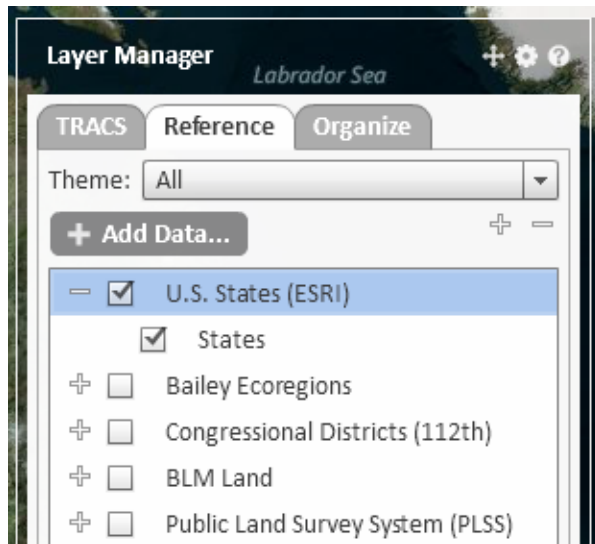 Layer Manager
Labrador Sea
TRACS Reference Organize
Theme: All
Add Data...
U.S. States (ESRI)
States
Bailey Ecoregions
Congressional Districts (112th)
BLM Land
Public Land Survey System (PLSS)